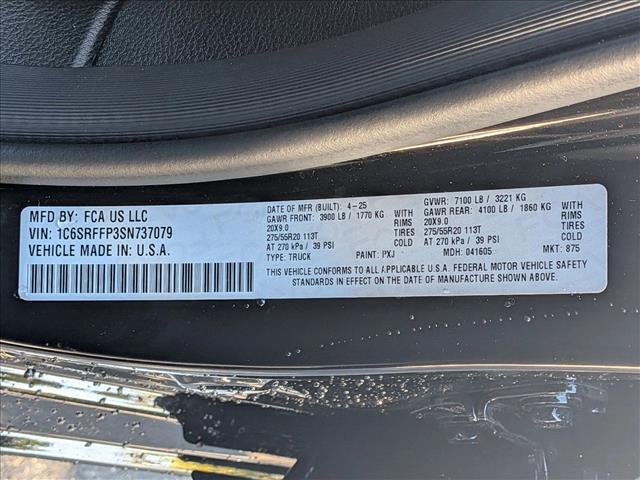 MFD BY: FCA US LLC
VIN: 1C6SRFFP3SN737079
VEHICLE MADE IN U.S.A.
DATE OF MFR (BUILT): 4-25
GAWR FRONT: 3900 LB / 1770 KG
WITH
20X9.0
RIMS
275/55R20 113T
TIRES
AT 270 kPa / 39 PSI
TYPE: TRUCK
PAINT: PXJ
GVWR: 7100 LB / 3221 KG
GAWR REAR: 4100 LB / 1860 KG
WITH
20X9.0
RIMS
275/55R20 113T
TIRES
AT 270 kPa / 39 PSI
MDH: 041605
MKT: 875
THIS VEHICLE CONFORMS TO ALL APPLICABLE U.S.A. FEDERAL MOTOR VEHICLE SAFETY
STANDARDS IN EFFECT ON THE DATE OF MANUFACTURE SHOWN ABOVE.